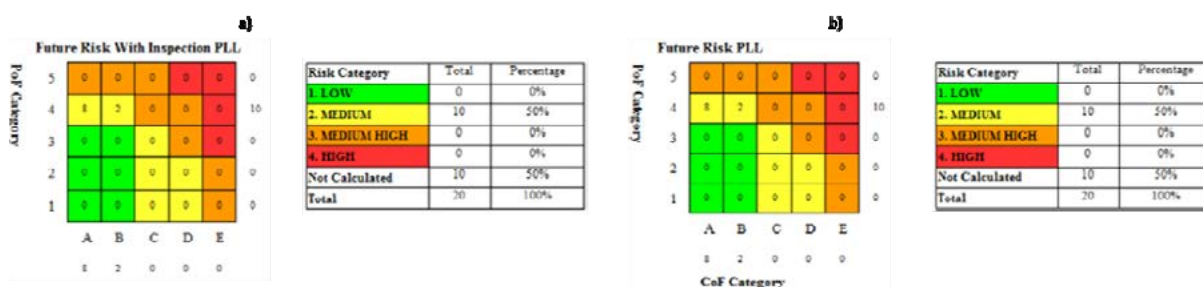 a)
Future Risk With Inspection PLL
PoF Category
5 0 0 0 0 0 0
4 8 2 0 0 0 10
3 0 0 0 0 0 0
2 0 0 0 0 0 0
1 0 0 0 0 0 0
A B C D E
8 2 0 0 0
Risk Category Total Percentage
1. LOW 0 0%
2. MEDIUM 10 50%
3. MEDIUM HIGH 0 0%
4. HIGH 0 0%
Not Calculated 10 50%
Total 20 100%
b)
Future Risk PLL
PoF Category
5 0 0 0 0 0 0
4 8 2 0 0 0 10
3 0 0 0 0 0 0
2 0 0 0 0 0 0
1 0 0 0 0 0 0
A B C D E
8 2 0 0 0
CoF Category
Risk Category Total Percentage
1. LOW 0 0%
2. MEDIUM 10 50%
3. MEDIUM HIGH 0 0%
4. HIGH 0 0%
Not Calculated 10 50%
Total 20 100%